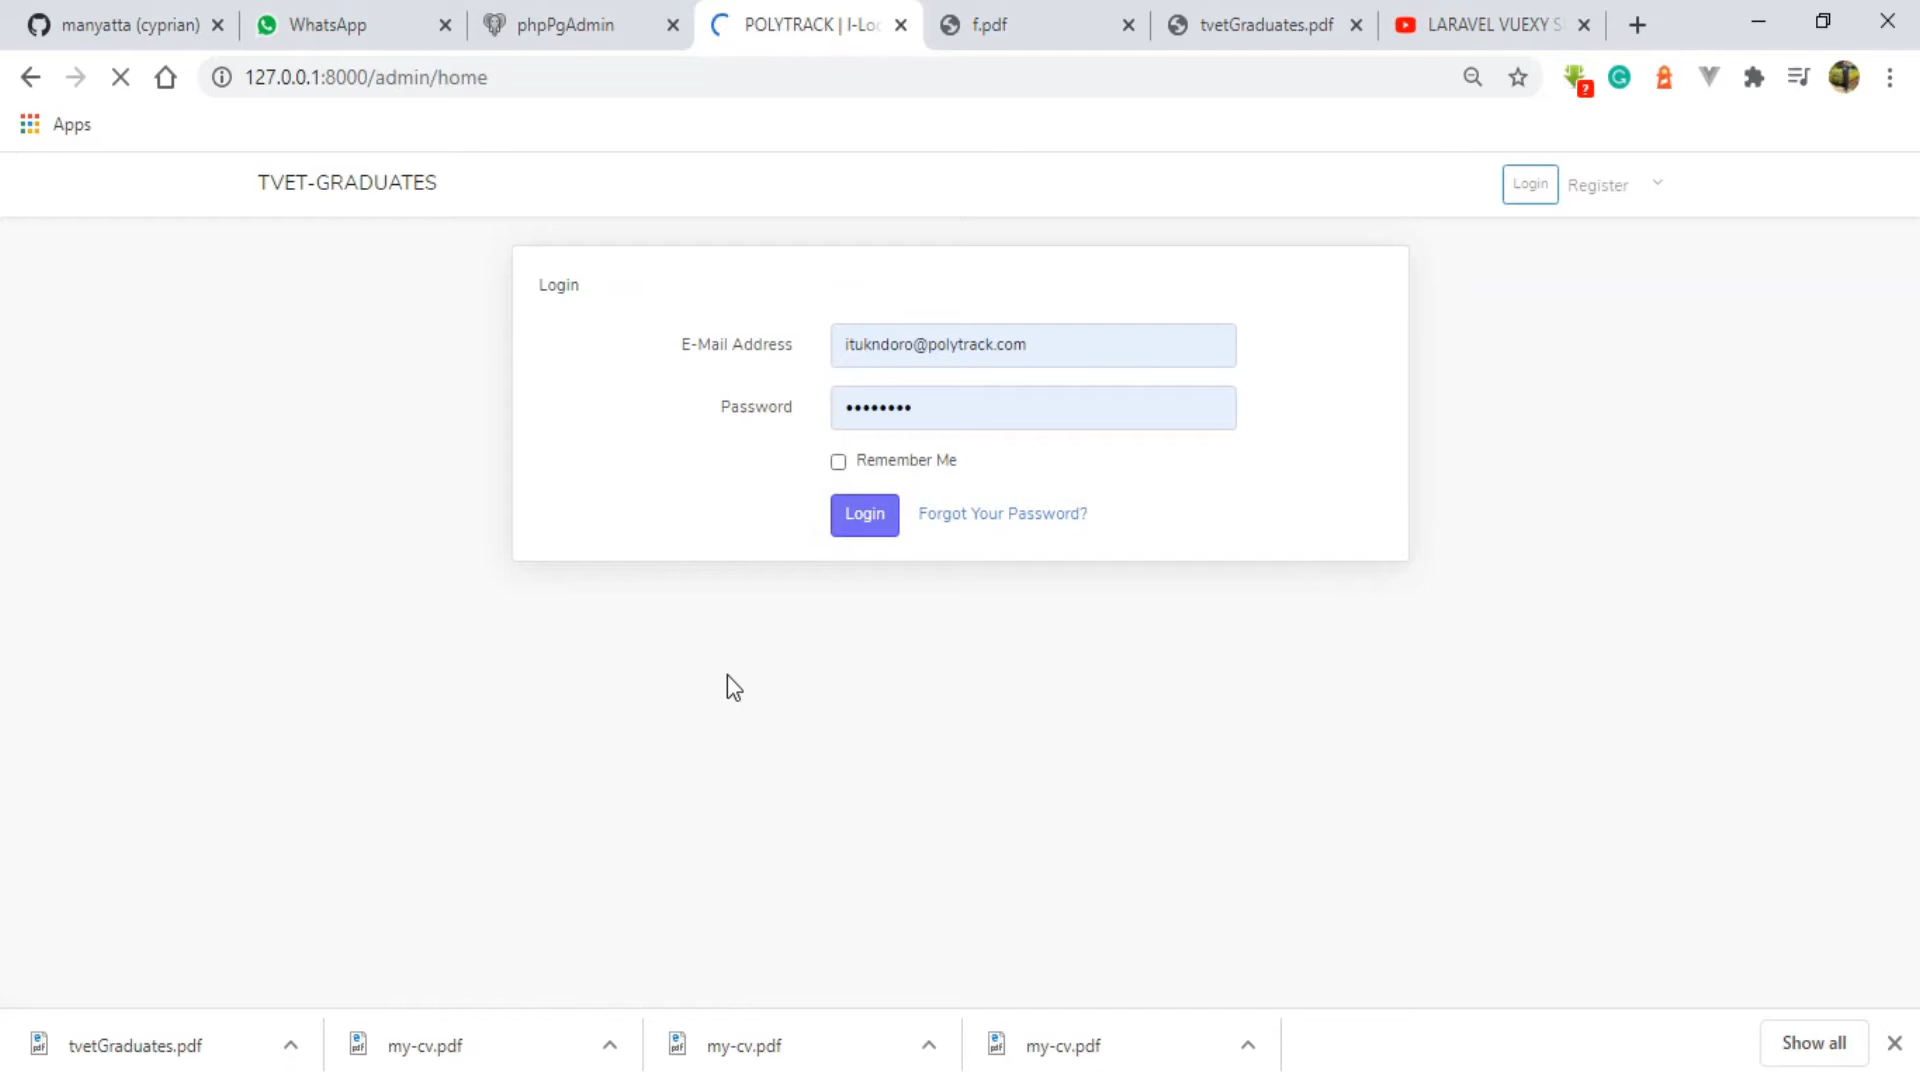 manyatta (cyprian)
WhatsApp
phpPgAdmin
POLYTRACK | I-Loc
f.pdf
tvetGraduates.pdf
LARAVEL VUEXY S
127.0.0.1:8000/admin/home
?
Apps
TVET-GRADUATES
Login
Register
Login
E-Mail Address
itukndoro@polytrack.com
Password
••••••••
Remember Me
Login
Forgot Your Password?
tvetGraduates.pdf
my-cv.pdf
my-cv.pdf
my-cv.pdf
Show all